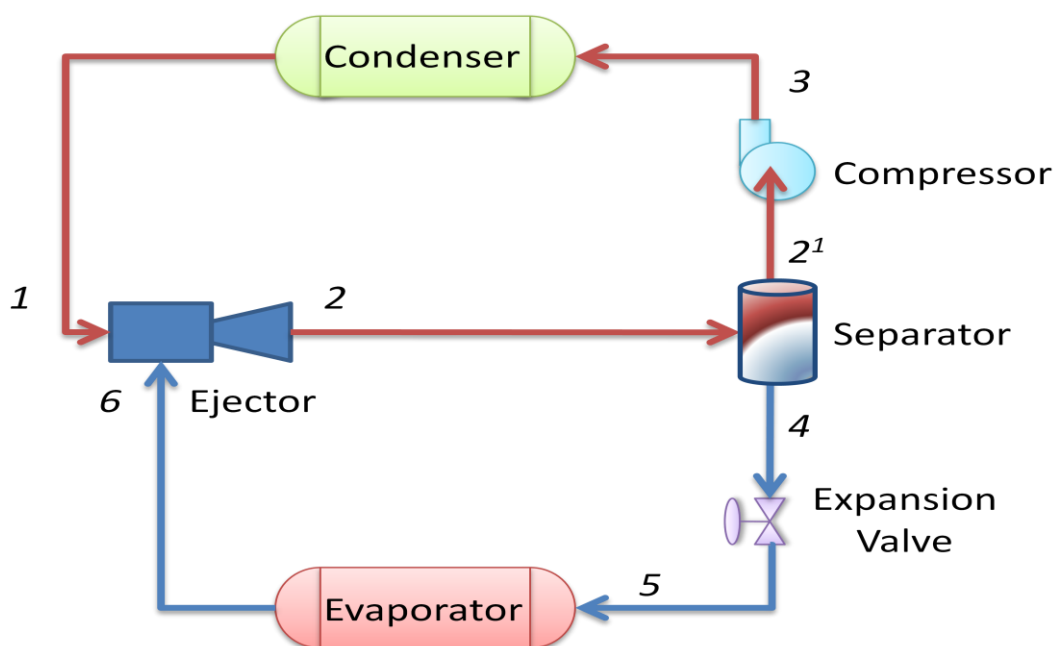 Condenser
3
Compressor
2¹
1
2
Separator
6
Ejector
4
Expansion
Valve
5
Evaporator